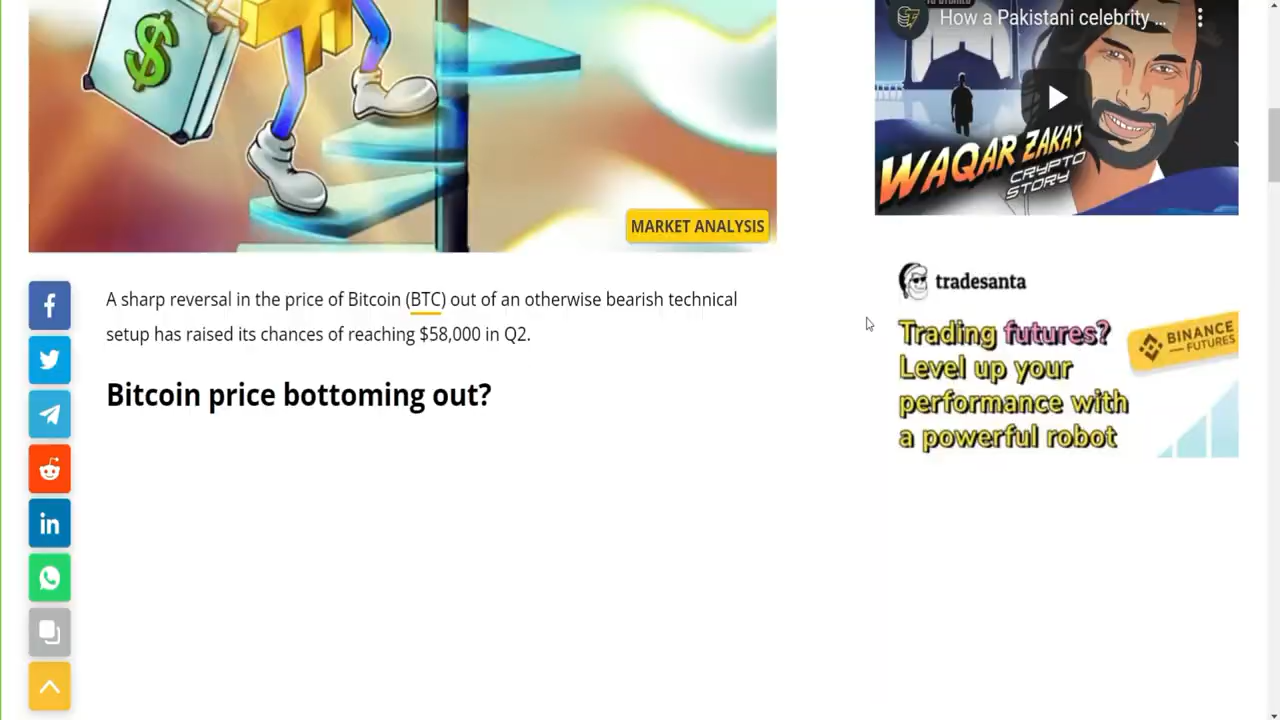 How a Pakistani celebrity ...
WAQAR ZAKA'S
CRYPTO
STORY
$
MARKET ANALYSIS
A sharp reversal in the price of Bitcoin (BTC) out of an otherwise bearish technical
setup has raised its chances of reaching $58,000 in Q2.
Bitcoin price bottoming out?
f
in
tradesanta
Trading futures?
Level up your
performance with
a powerful robot
BINANCE
— FUTURES